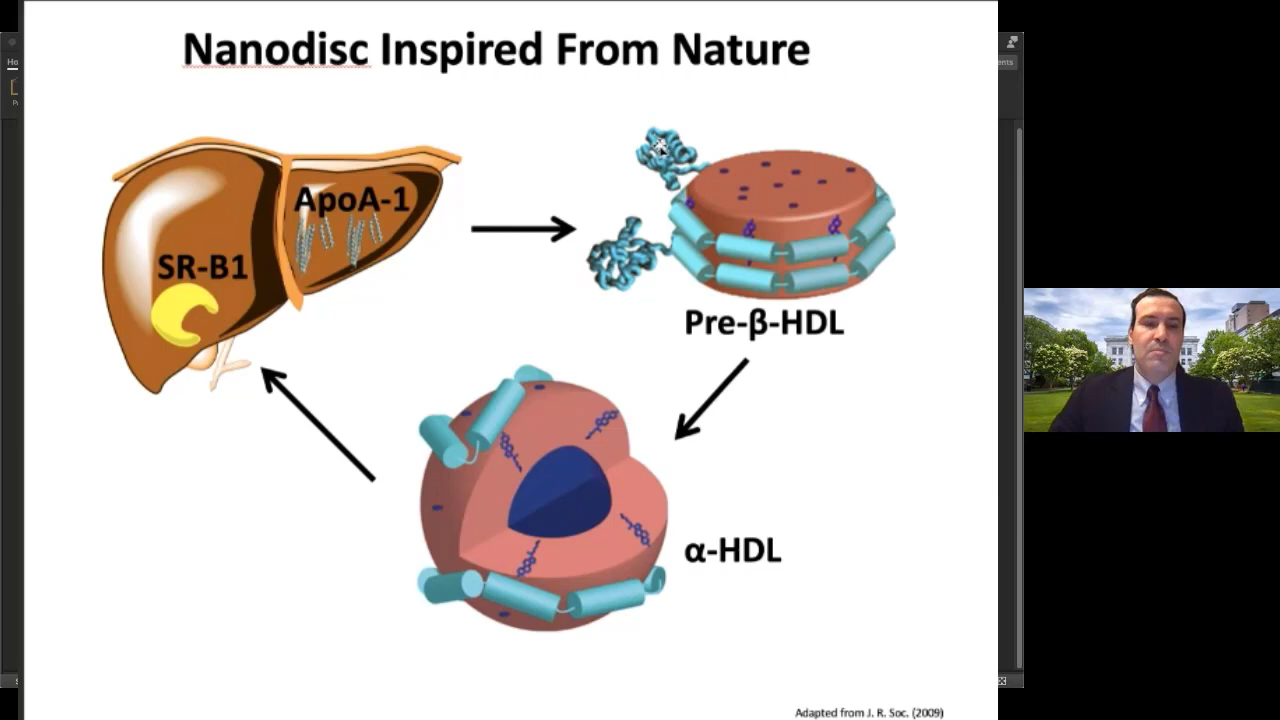 Nanodisc Inspired From Nature
ApoA-1
SR-B1
Pre-β-HDL
α-HDL
Adapted from J. R. Soc. (2009)